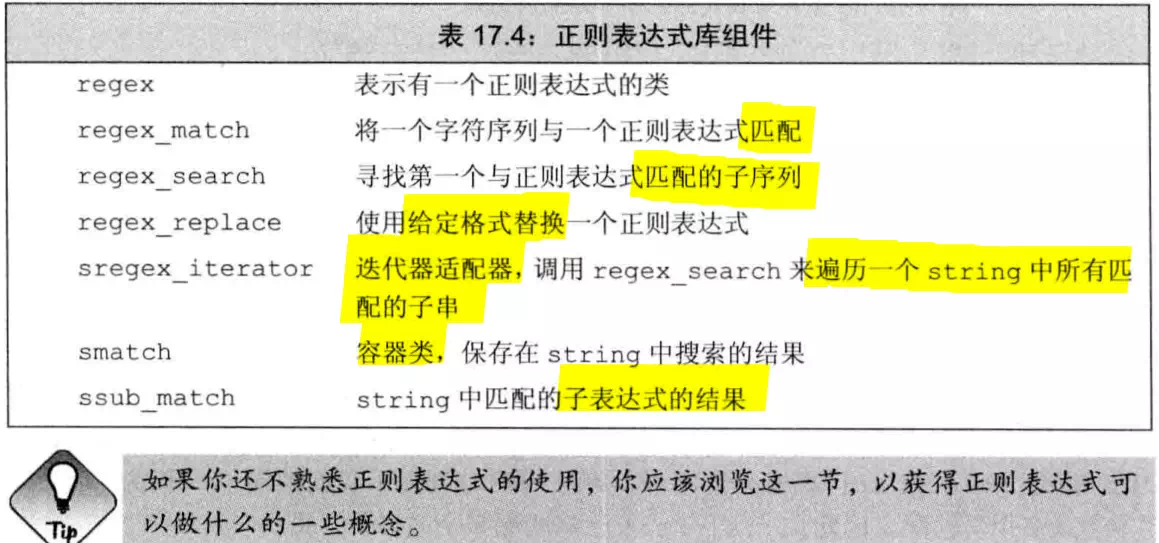 表 17.4：正则表达式库组件
regex 表示有一个正则表达式的类
regex_match 将一个字符序列与一个正则表达式匹配
regex_search 寻找第一个与正则表达式匹配的子序列
regex_replace 使用给定格式替换一个正则表达式
sregex_iterator 迭代器适配器，调用 regex_search 来遍历一个 string 中所有匹
配的子串
smatch 容器类，保存在 string 中搜索的结果
ssub_match string 中匹配的子表达式的结果
如果你还不熟悉正则表达式的使用，你应该浏览这一节，以获得正则表达式可
以做什么的一些概念。
Tip